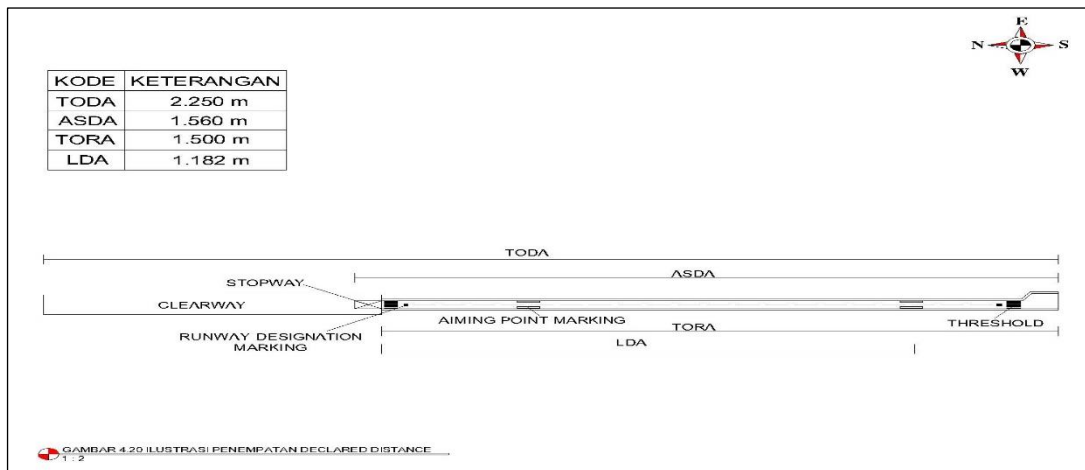 E
N S
W
KODE KETERANGAN
TODA 2.250 m
ASDA 1.560 m
TORA 1.500 m
LDA 1.182 m
TODA
ASDA
STOPWAY
CLEARWAY
AIMING POINT MARKING
THRESHOLD
TORA
RUNWAY DESIGNATION
MARKING
LDA
GAMBAR 4.20 ILUSTRASI PENEMPATAN DECLARED DISTANCE
1 : 2